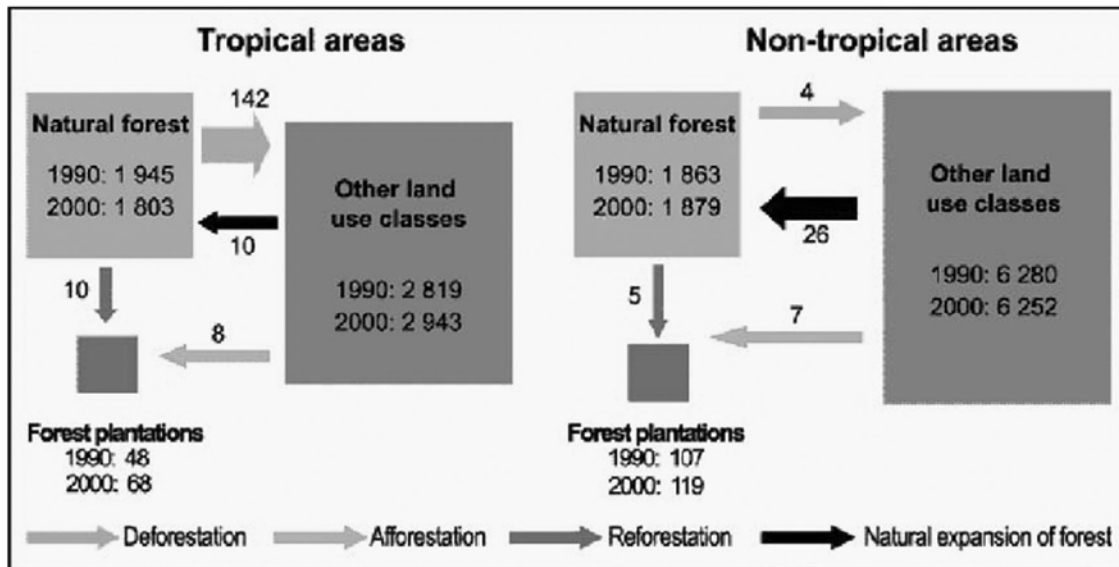 Tropical areas
142
Natural forest
1990: 1 945
2000: 1 803
10
Other land
use classes
1990: 2 819
2000: 2 943
10
8
Forest plantations
1990: 48
2000: 68
Non-tropical areas
4
Natural forest
1990: 1 863
2000: 1 879
26
Other land
use classes
1990: 6 280
2000: 6 252
5
7
Forest plantations
1990: 107
2000: 119
Deforestation
Afforestation
Reforestation
Natural expansion of forest